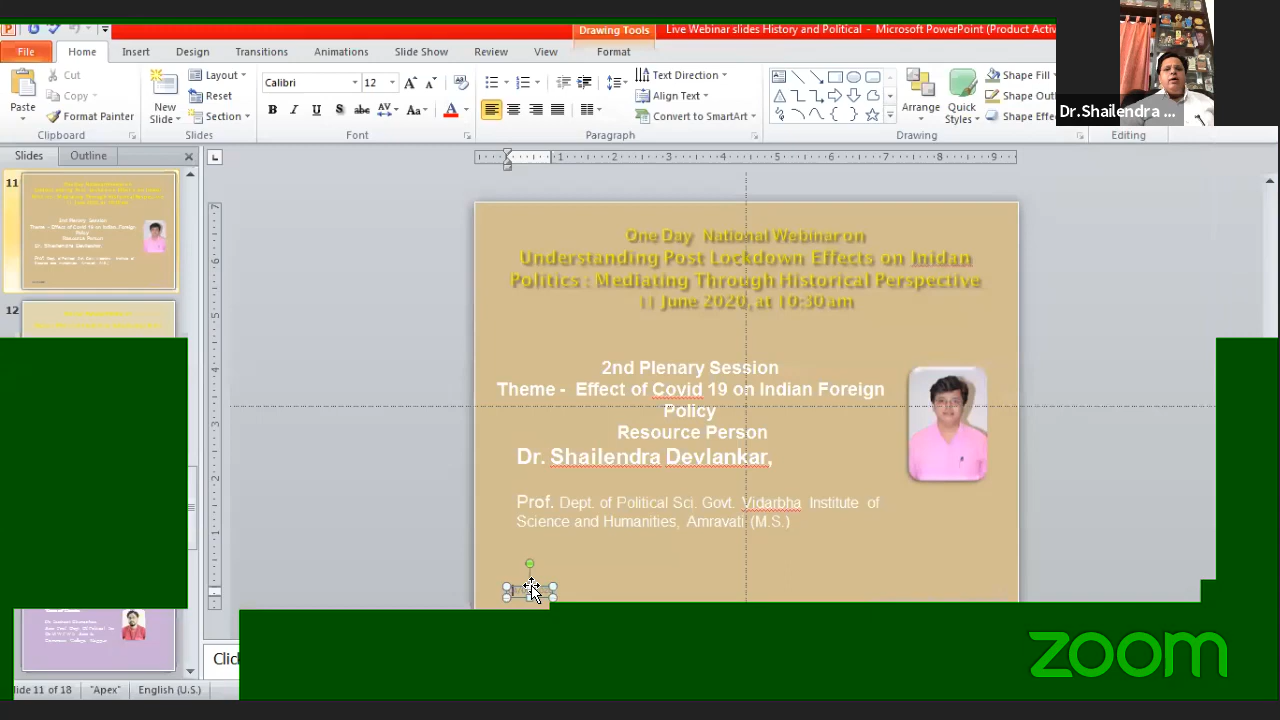 Drawing Tools
Live Webinar slides History and Political - Microsoft PowerPoint (Product Activ
File Home Insert Design Transitions Animations Slide Show Review View Format
Cut
Copy
Format Painter
Paste
Clipboard
New Slide
Layout
Reset
Section
Slides
Calibri 12
Font
Text Direction
Align Text
Convert to SmartArt
Paragraph
Arrange
Quick Styles
Shape Fill
Shape Outl
Drawing
Editing
Dr.Shailendra ...
Slides Outline
11
12
One Day National Webinar on
Understanding Post Lockdown Effects on Inidan
Politics : Mediating Through Historical Perspective
11 June 2020, at 10:30 am
2nd Plenary Session
Theme - Effect of Covid 19 on Indian Foreign
Policy
Resource Person
Dr. Shailendra Devlankar,
Prof. Dept. of Political Sci. Govt. Vidarbha Institute of
Science and Humanities, Amravati (M.S.)
Clic
lide 11 of 18 "Apex" English (U.S.)
zoom